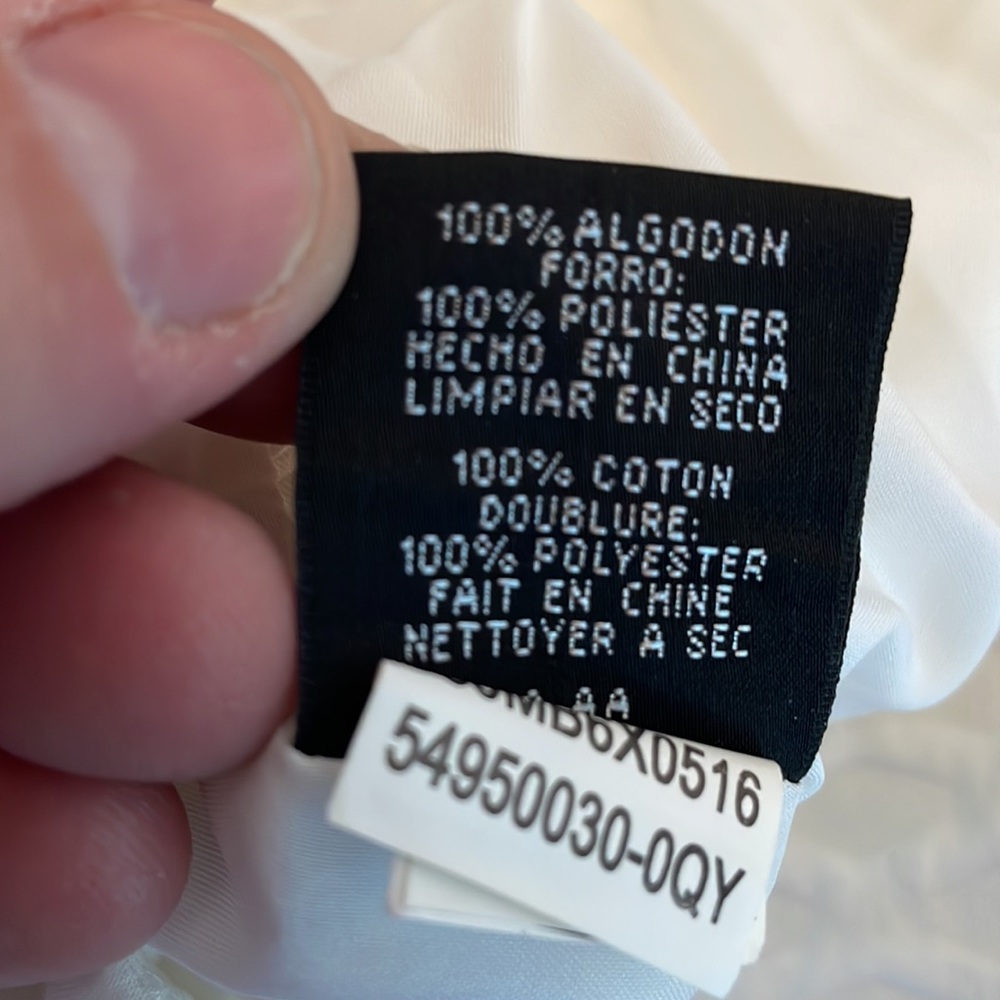 100% ALGODON
FORRO:
100% POLIESTER
HECHO EN CHINA
LIMPIAR EN SECO
100% COTON
DOUBLURE:
100% POLYESTER
FAIT EN CHINE
NETTOYER A SEC
AA
54950030-0QY